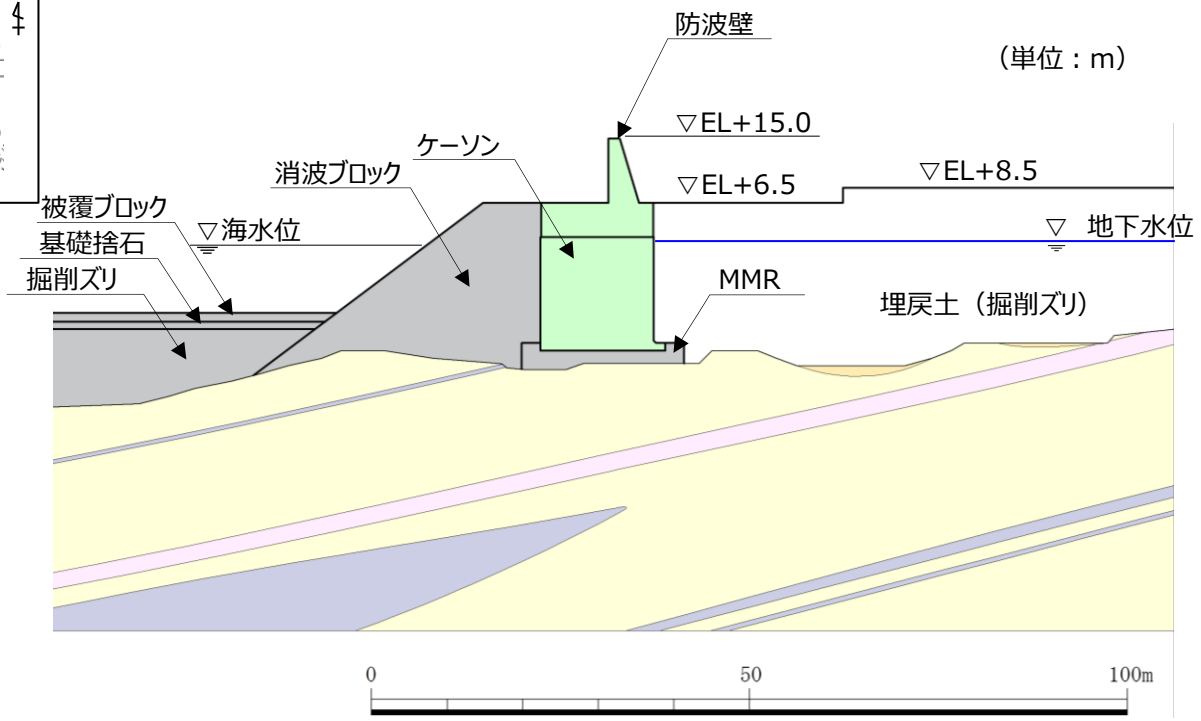 防波壁
（単位：m）
▽EL+15.0
ケーソン
▽EL+8.5
消波ブロック
▽EL+6.5
被覆ブロック
▽海水位
▽ 地下水位
基礎捨石
掘削ズリ
MMR
埋戻土（掘削ズリ）
0 50 100m